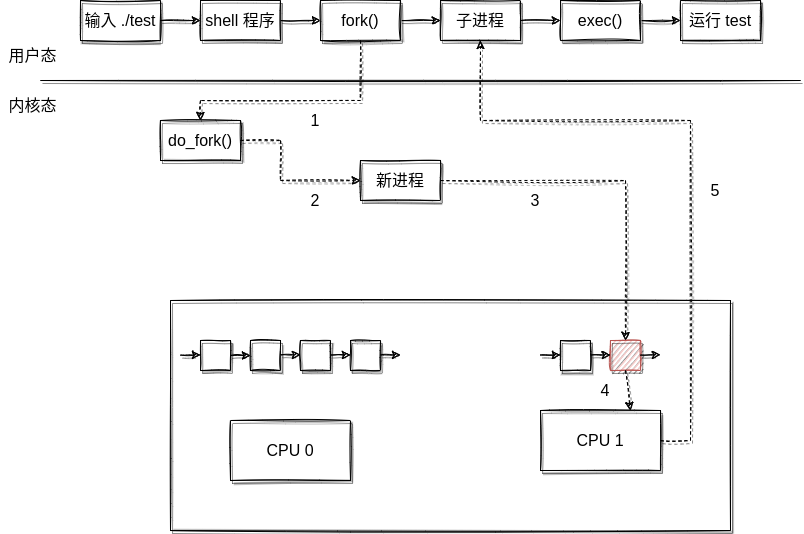 输入 ./test
shell 程序
fork()
子进程
exec()
运行 test
用户态
内核态
1
do_fork()
新进程
2
3
5
4
CPU 0
CPU 1